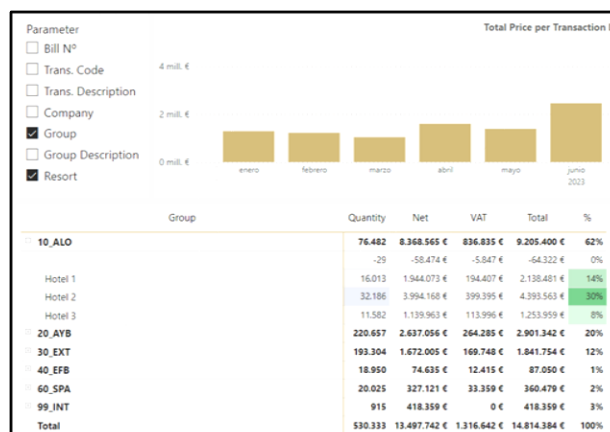 Total Price per Transaction
Parameter
Bill Nº
Trans. Code
Trans. Description
Company
Group
Group Description
Resort
4 mill. €
2 mill. €
0 mill. €
enero febrero marzo abril mayo junio
2023
Group Quantity Net VAT Total %
10_ALO 76.482 8.368.565 € 836.835 € 9.205.400 € 62%
-29 -58.474 € -5.847 € -64.322 € 0%
Hotel 1 16.013 1.944.073 € 194.407 € 2.138.481 € 14%
Hotel 2 32.186 3.994.168 € 399.395 € 4.393.563 € 30%
Hotel 3 11.582 1.139.963 € 113.996 € 1.253.959 € 8%
20_AYB 220.657 2.637.056 € 264.285 € 2.901.342 € 20%
30_EXT 193.304 1.672.005 € 169.748 € 1.841.754 € 12%
40_EFB 18.950 74.635 € 12.415 € 87.050 € 1%
60_SPA 20.025 327.121 € 33.359 € 360.479 € 2%
99_INT 915 418.359 € 0 € 418.359 € 3%
Total 530.333 13.497.742 € 1.316.642 € 14.814.384 € 100%